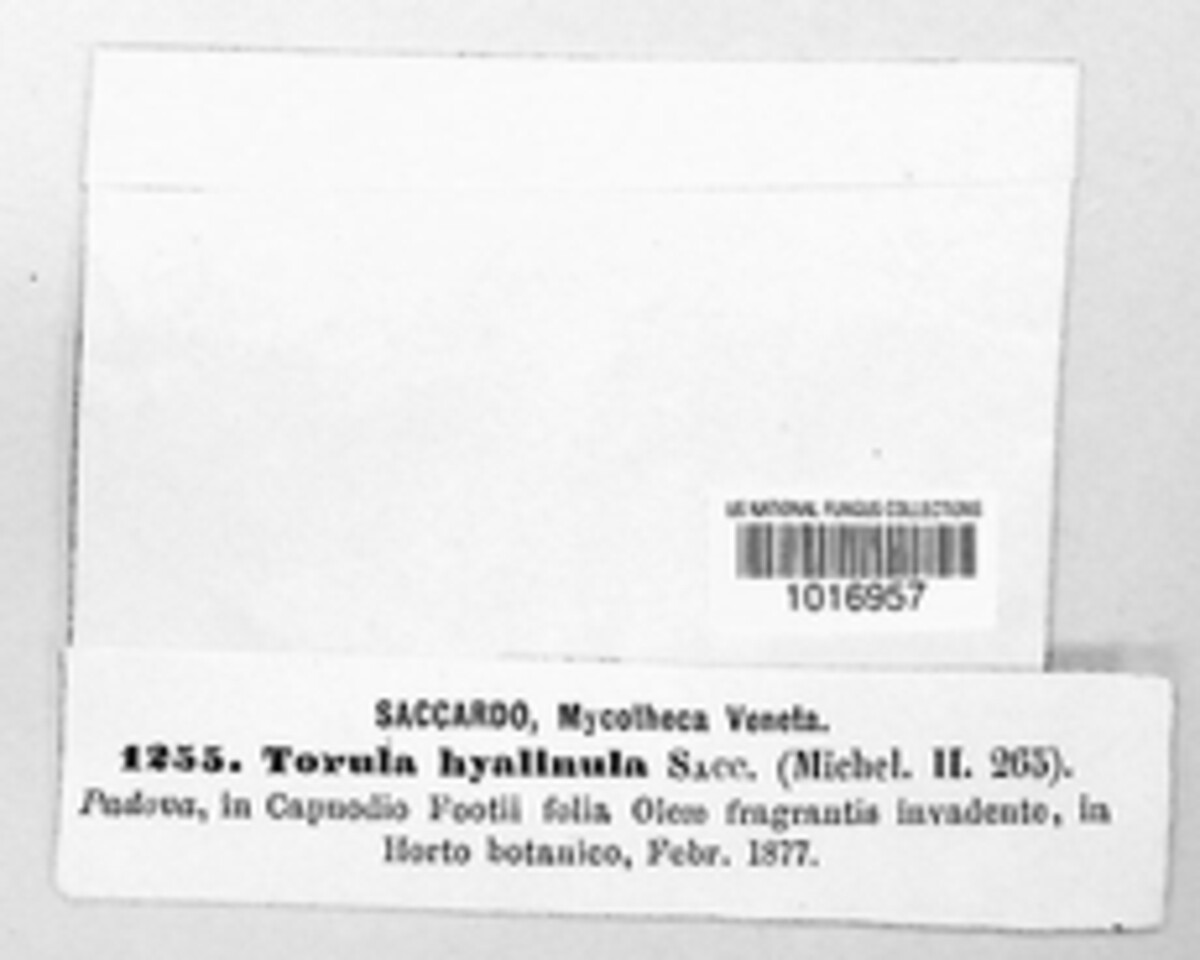 US NATIONAL FUNGUS COLLECTIONS
1016957
SACCARDO, Mycotheca Veneta.
1255. Torula hyalinula Sacc. (Michel. II. 265).
Padova, in Capnodio Footii folia Oleæ fragrantis invadente, in
Horto botanico, Febr. 1877.